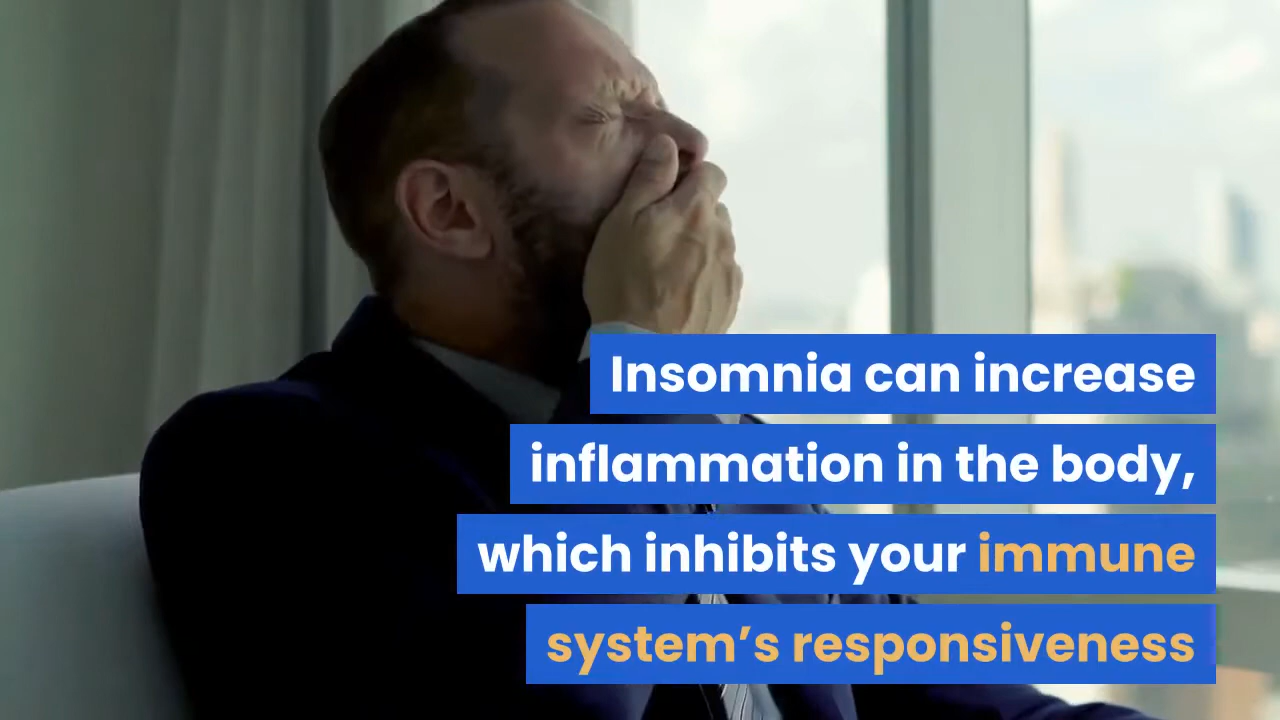 Insomnia can increase
inflammation in the body,
which inhibits your immune
system’s responsiveness